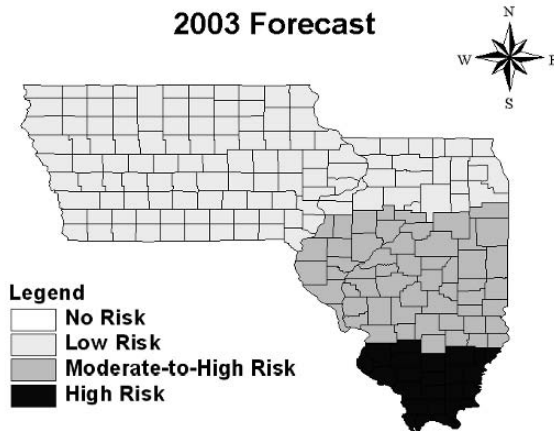 2003 Forecast
N
W E
S
Legend
No Risk
Low Risk
Moderate-to-High Risk
High Risk